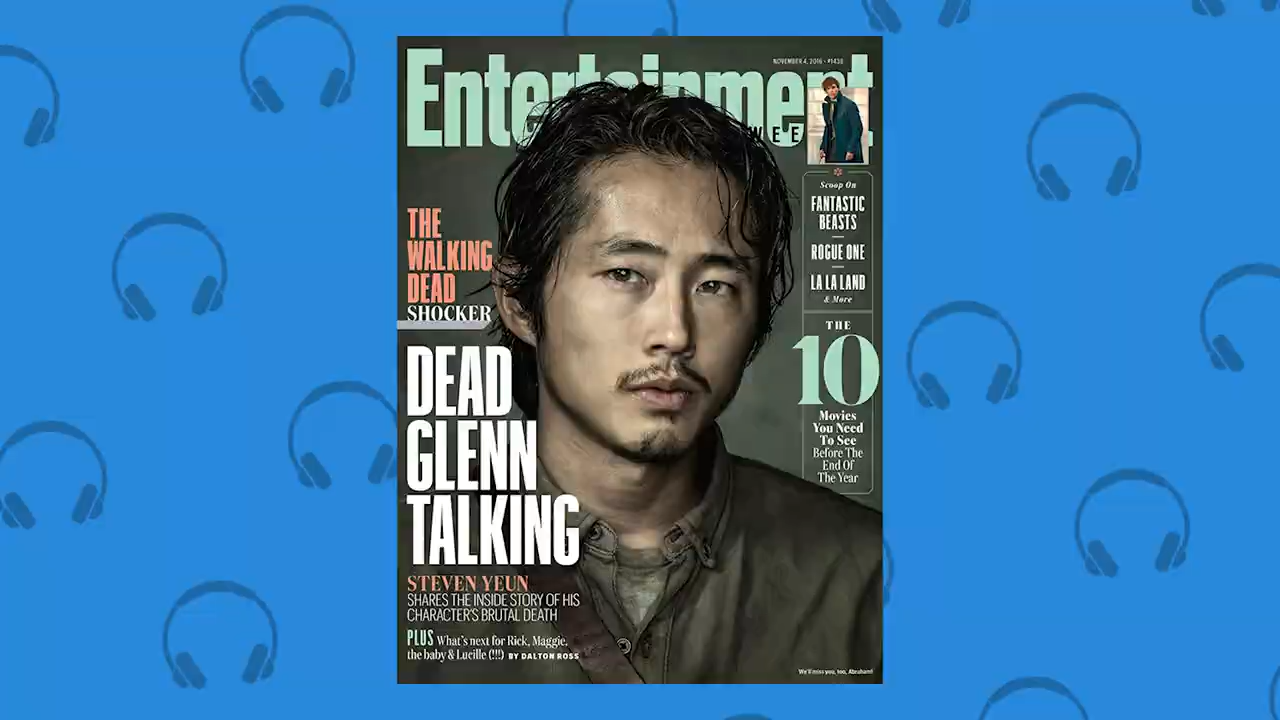 Entertainment
WEE
NOVEMBER 4, 2016 • #1438
THE
WALKING
DEAD
SHOCKER
DEAD
GLENN
TALKING
STEVEN YEUN
SHARES THE INSIDE STORY OF HIS
CHARACTER'S BRUTAL DEATH
PLUS What's next for Rick, Maggie,
the baby & Lucille (!!!) BY DALTON ROSS
Scoop On
FANTASTIC
BEASTS
ROGUE ONE
LA LA LAND
& More
THE
10
Movies
You Need
To See
Before The
End Of
The Year
We'll miss you, too, Abraham!